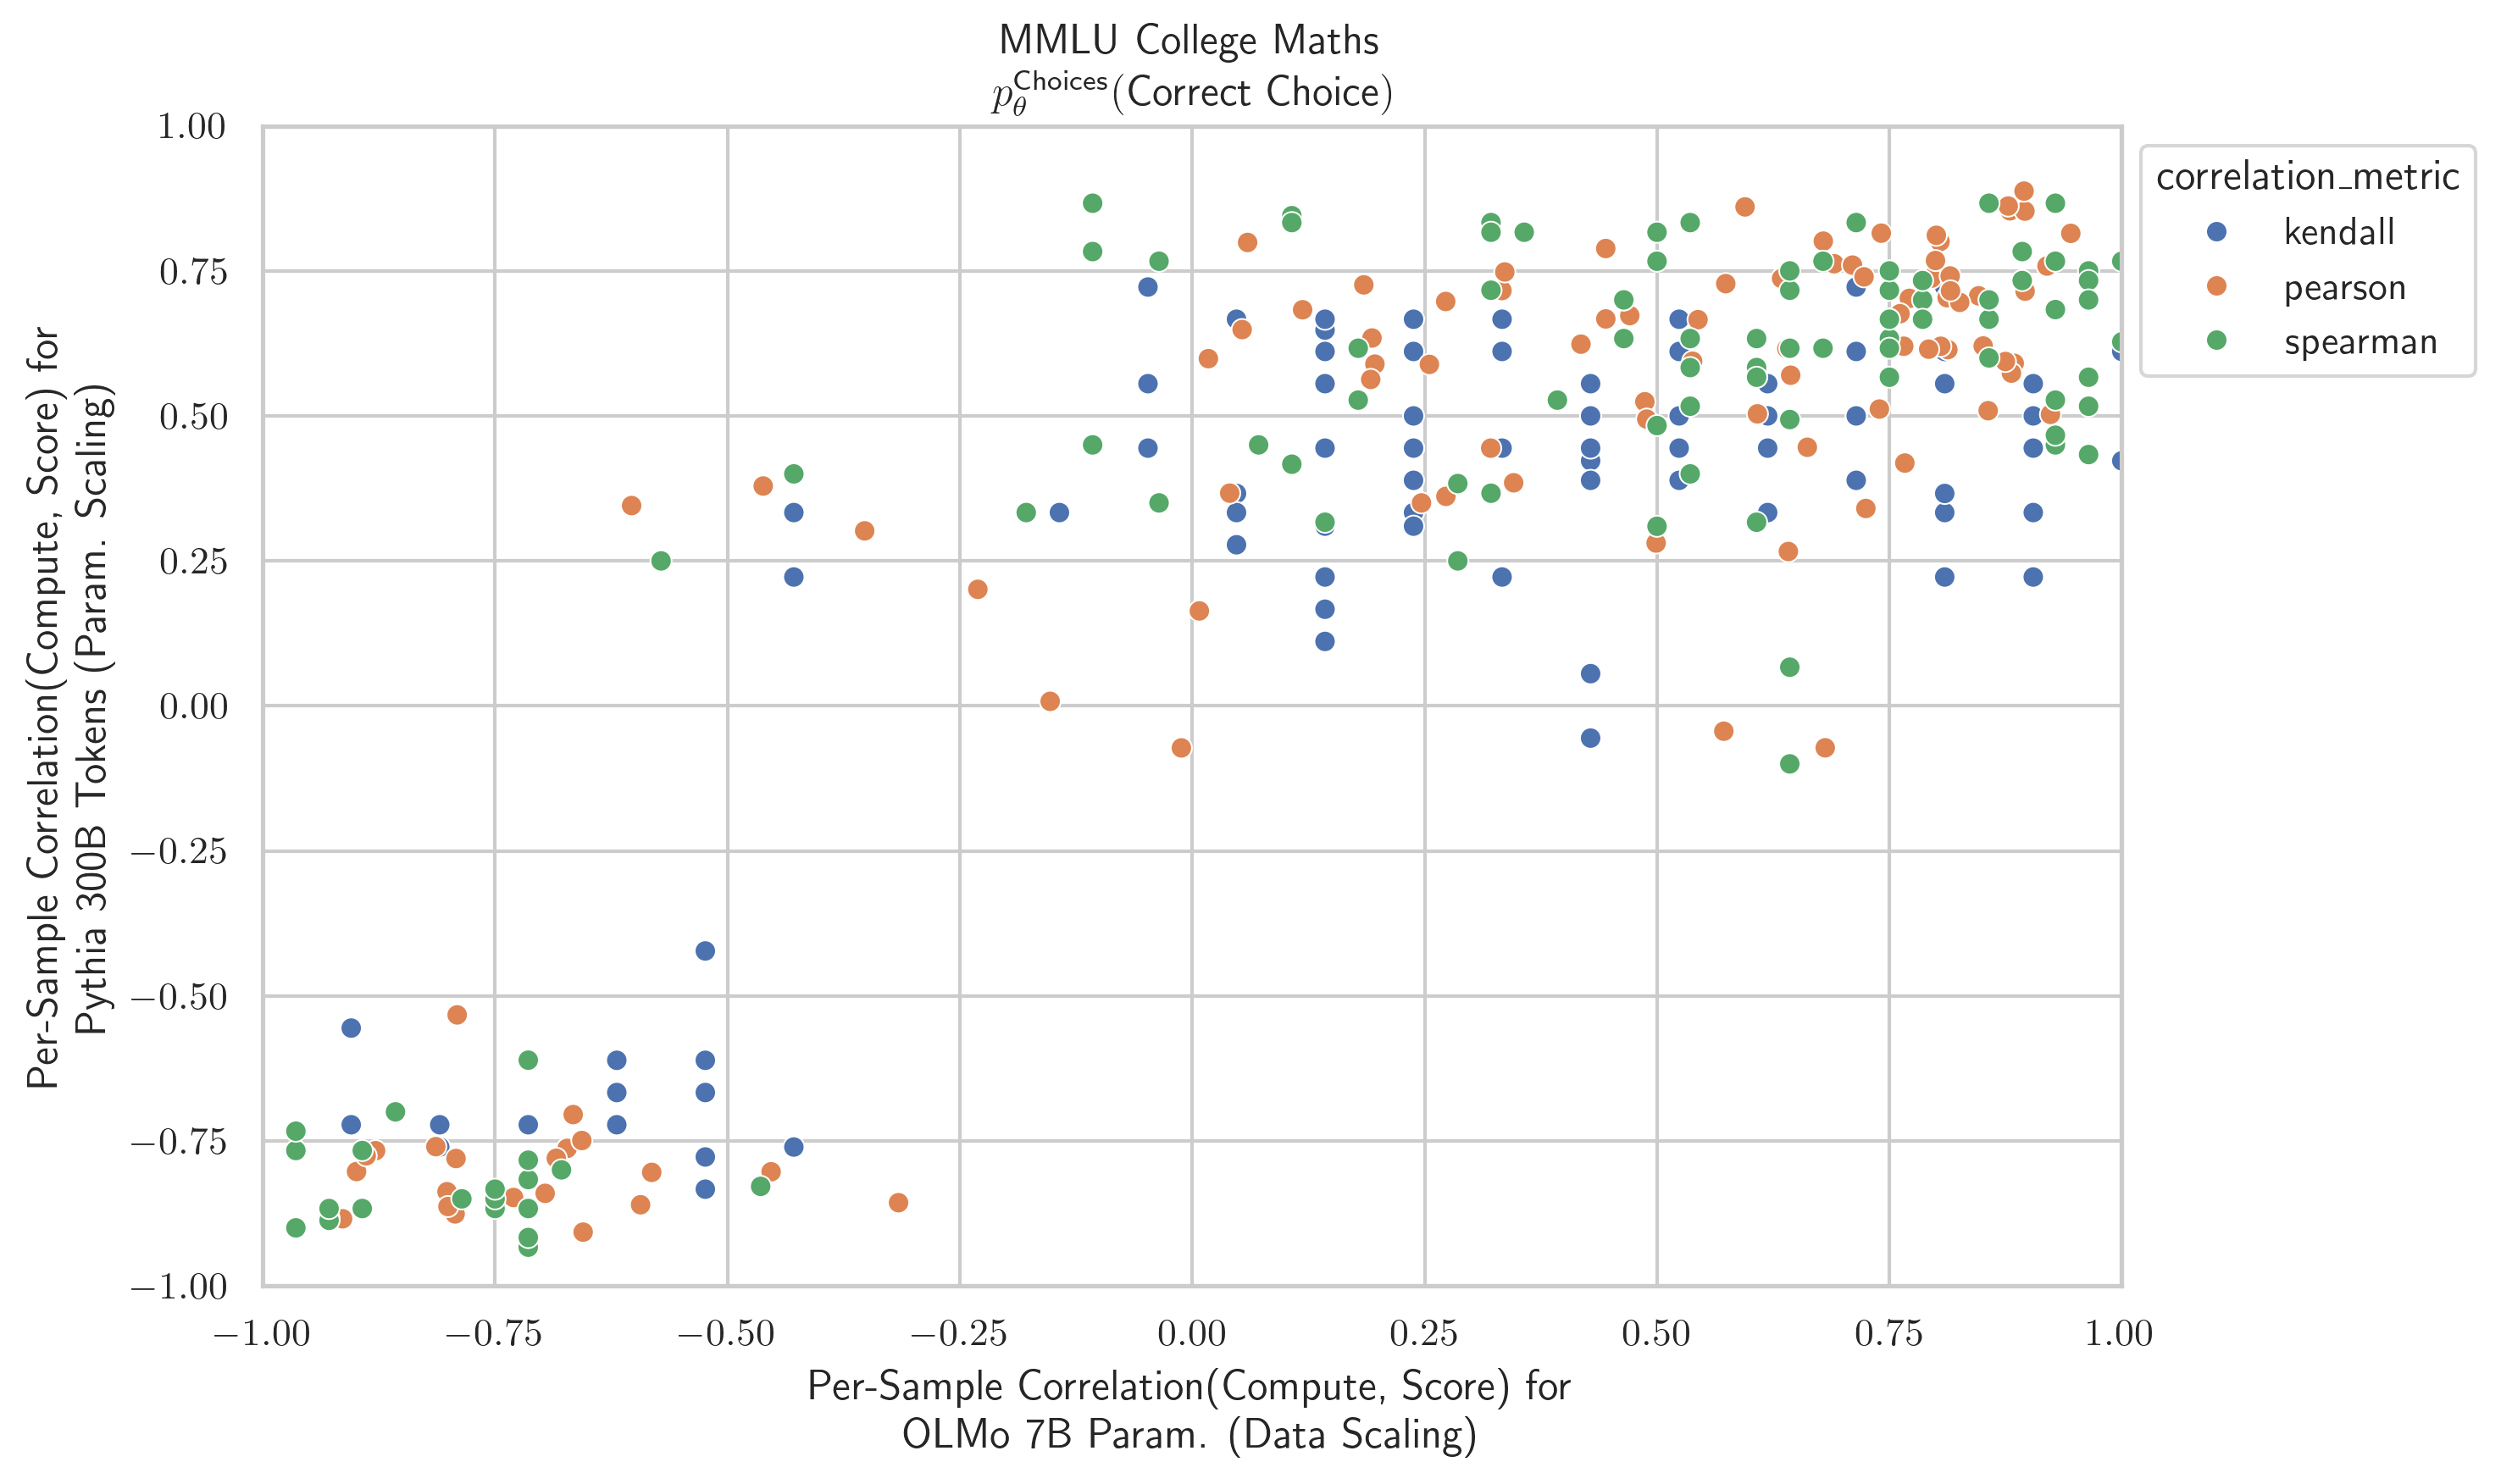 MMLU College Maths
p_θ^Choices(Correct Choice)
1.00
0.75
0.50
0.25
0.00
−0.25
−0.50
−0.75
−1.00
Per-Sample Correlation(Compute, Score) for
Pythia 300B Tokens (Param. Scaling)
correlation_metric
kendall
pearson
spearman
−1.00 −0.75 −0.50 −0.25 0.00 0.25 0.50 0.75 1.00
Per-Sample Correlation(Compute, Score) for
OLMo 7B Param. (Data Scaling)